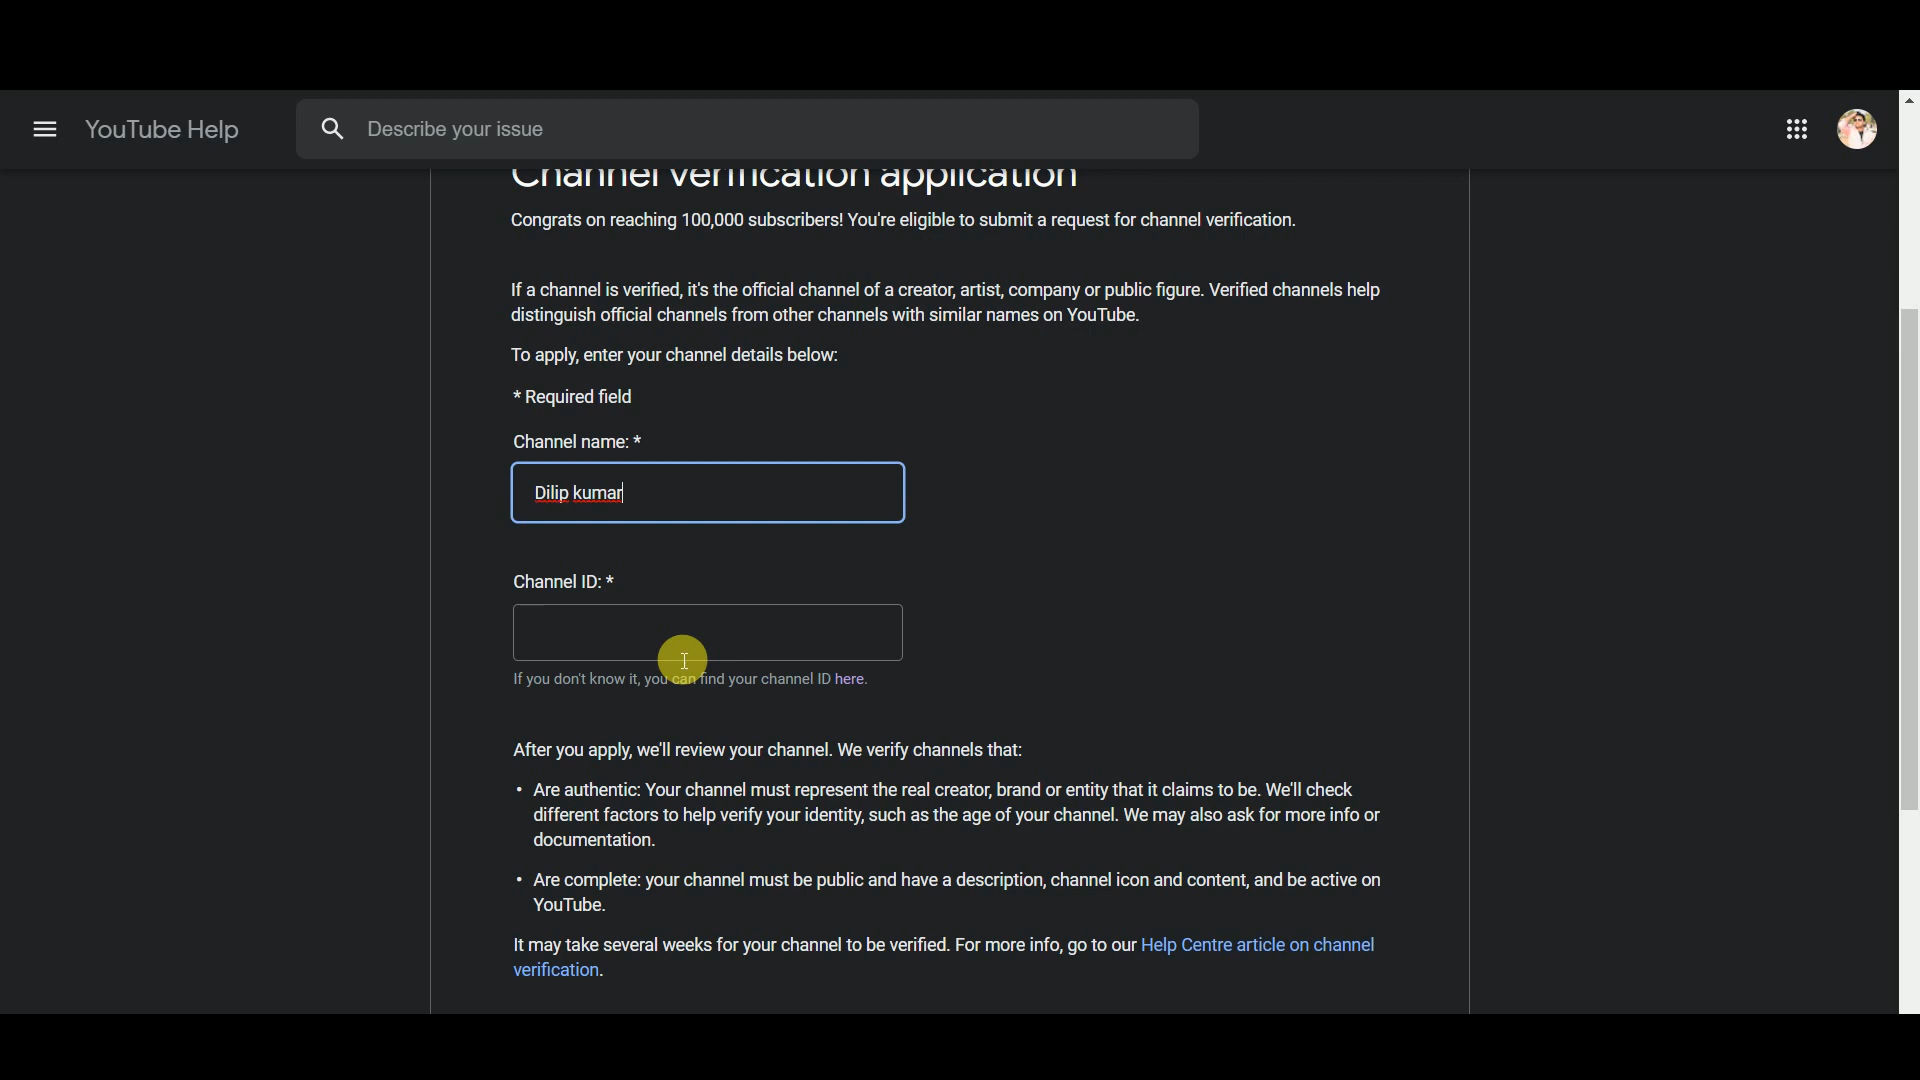 YouTube Help
Describe your issue
Channel verification application
Congrats on reaching 100,000 subscribers! You're eligible to submit a request for channel verification.
If a channel is verified, it's the official channel of a creator, artist, company or public figure. Verified channels help
distinguish official channels from other channels with similar names on YouTube.
To apply, enter your channel details below:
* Required field
Channel name: *
Dilip kumar
Channel ID: *
If you don't know it, you can find your channel ID here.
After you apply, we'll review your channel. We verify channels that:
• Are authentic: Your channel must represent the real creator, brand or entity that it claims to be. We'll check
different factors to help verify your identity, such as the age of your channel. We may also ask for more info or
documentation.
• Are complete: your channel must be public and have a description, channel icon and content, and be active on
YouTube.
It may take several weeks for your channel to be verified. For more info, go to our Help Centre article on channel
verification.